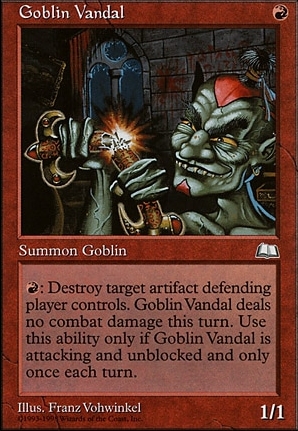 Goblin Vandal
Summon Goblin
: Destroy target artifact defending
player controls. Goblin Vandal deals
no combat damage this turn. Use
this ability only if Goblin Vandal is
attacking and unblocked and only
once each turn.
Illus. Franz Vohwinkel
1/1